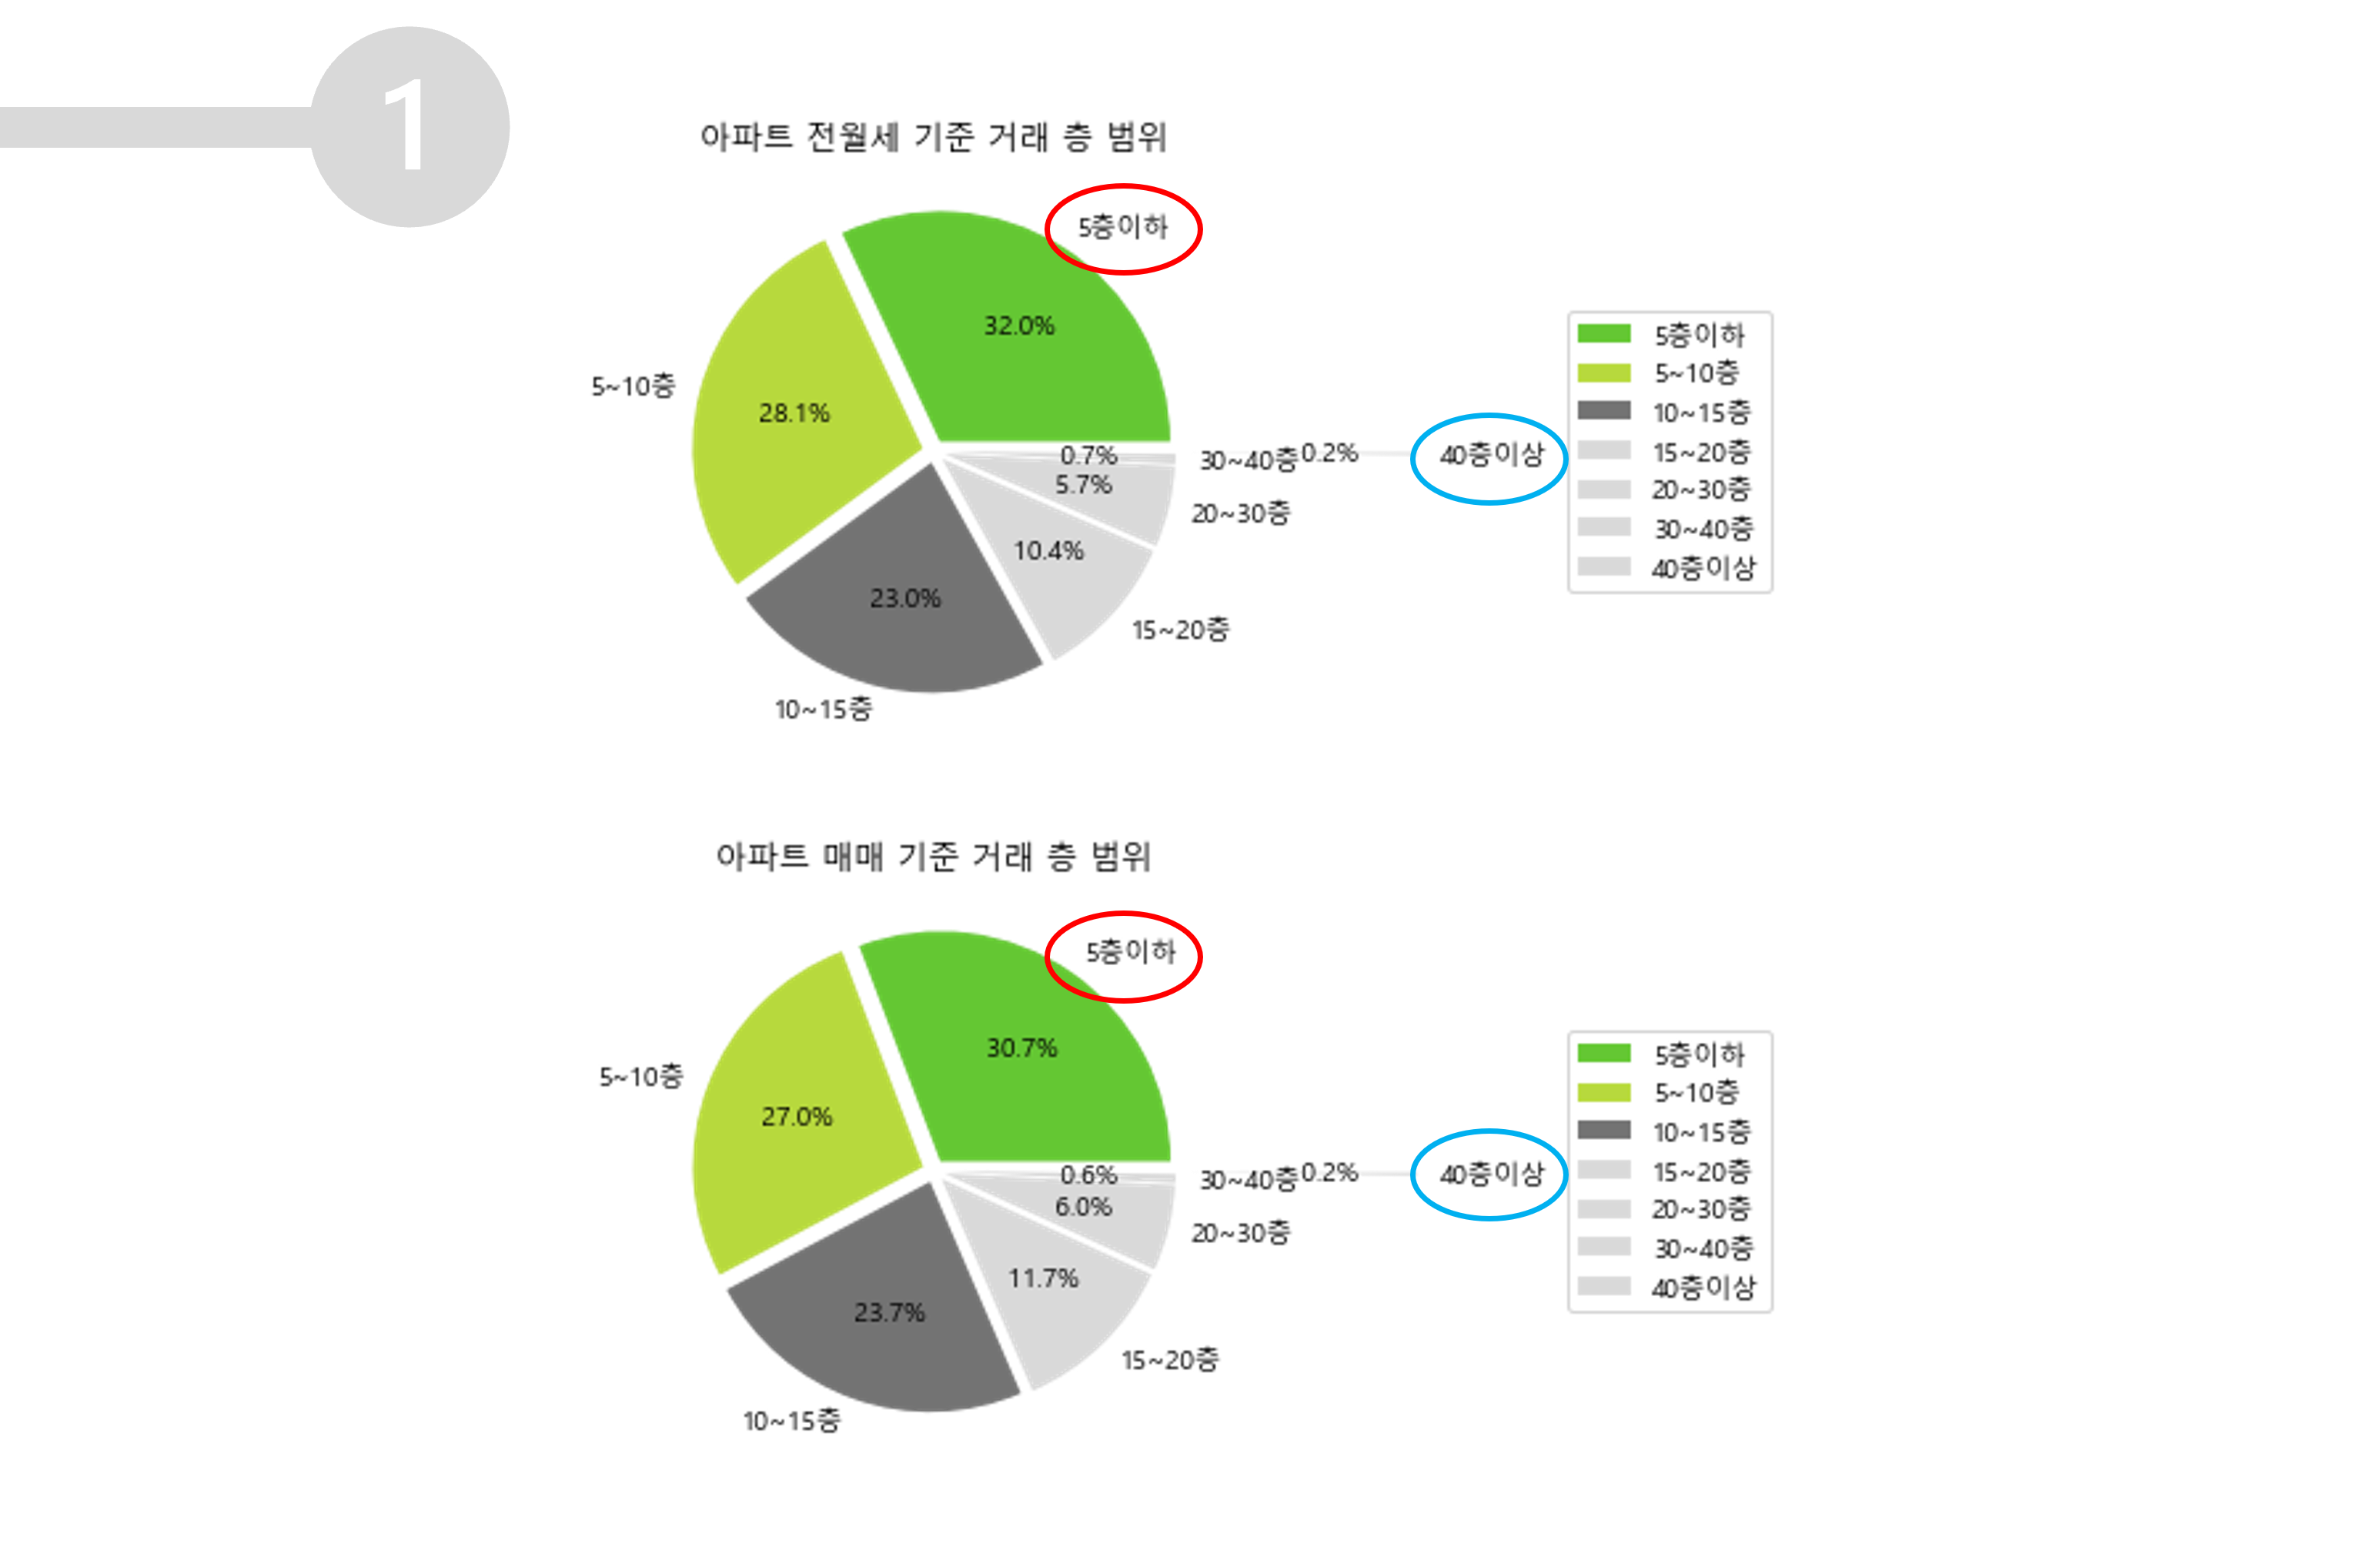 1
아파트 전월세 기준 거래 층 범위
5층이하
32.0%
5~10층
28.1%
0.7%
30~40층
0.2%
40층이상
5.7%
20~30층
10.4%
15~20층
23.0%
10~15층
5층이하
5~10층
10~15층
15~20층
20~30층
30~40층
40층이상
아파트 매매 기준 거래 층 범위
5층이하
30.7%
5~10층
27.0%
0.6%
30~40층
0.2%
40층이상
6.0%
20~30층
11.7%
15~20층
23.7%
10~15층
5층이하
5~10층
10~15층
15~20층
20~30층
30~40층
40층이상